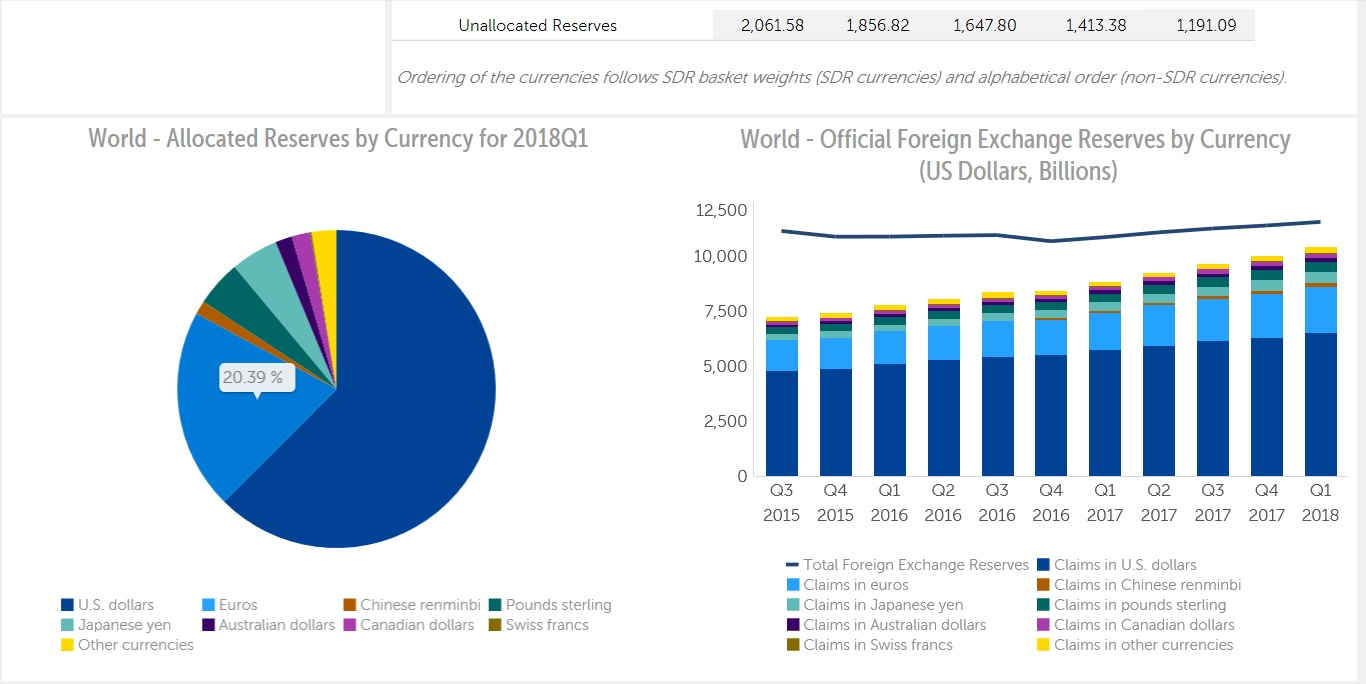 Unallocated Reserves 2,061.58 1,856.82 1,647.80 1,413.38 1,191.09
Ordering of the currencies follows SDR basket weights (SDR currencies) and alphabetical order (non-SDR currencies).
World - Allocated Reserves by Currency for 2018Q1
20.39 %
U.S. dollars Euros Chinese renminbi Pounds sterling
Japanese yen Australian dollars Canadian dollars Swiss francs
Other currencies
World - Official Foreign Exchange Reserves by Currency
(US Dollars, Billions)
12,500
10,000
7,500
5,000
2,500
0
Q3 Q4 Q1 Q2 Q3 Q4 Q1 Q2 Q3 Q4 Q1
2015 2015 2016 2016 2016 2016 2017 2017 2017 2017 2018
Total Foreign Exchange Reserves Claims in U.S. dollars
Claims in euros Claims in Chinese renminbi
Claims in Japanese yen Claims in pounds sterling
Claims in Australian dollars Claims in Canadian dollars
Claims in Swiss francs Claims in other currencies